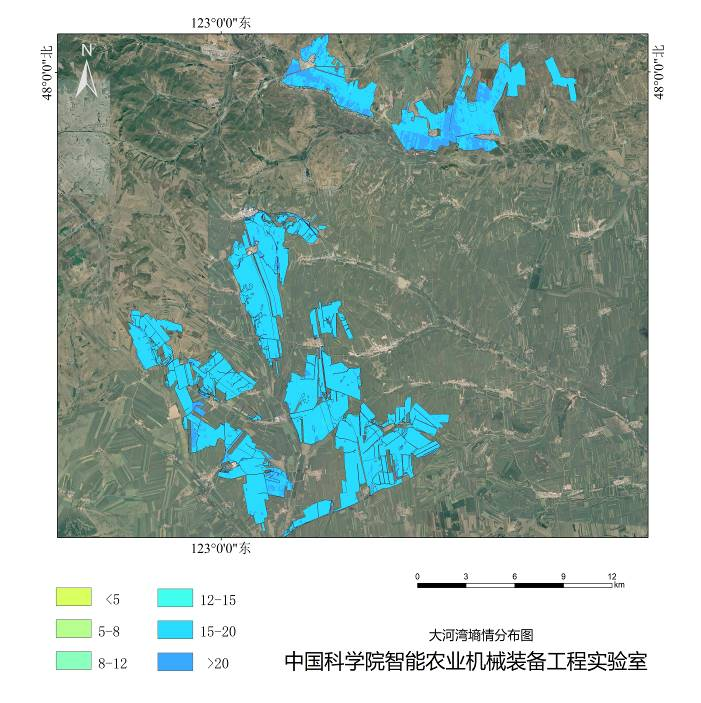 123°0'0"东
48°0'0"北
N
48°0'0"北
123°0'0"东
0 3 6 9 12 km
<5
5-8
8-12
12-15
15-20
>20
大河湾墒情分布图
中国科学院智能农业机械装备工程实验室